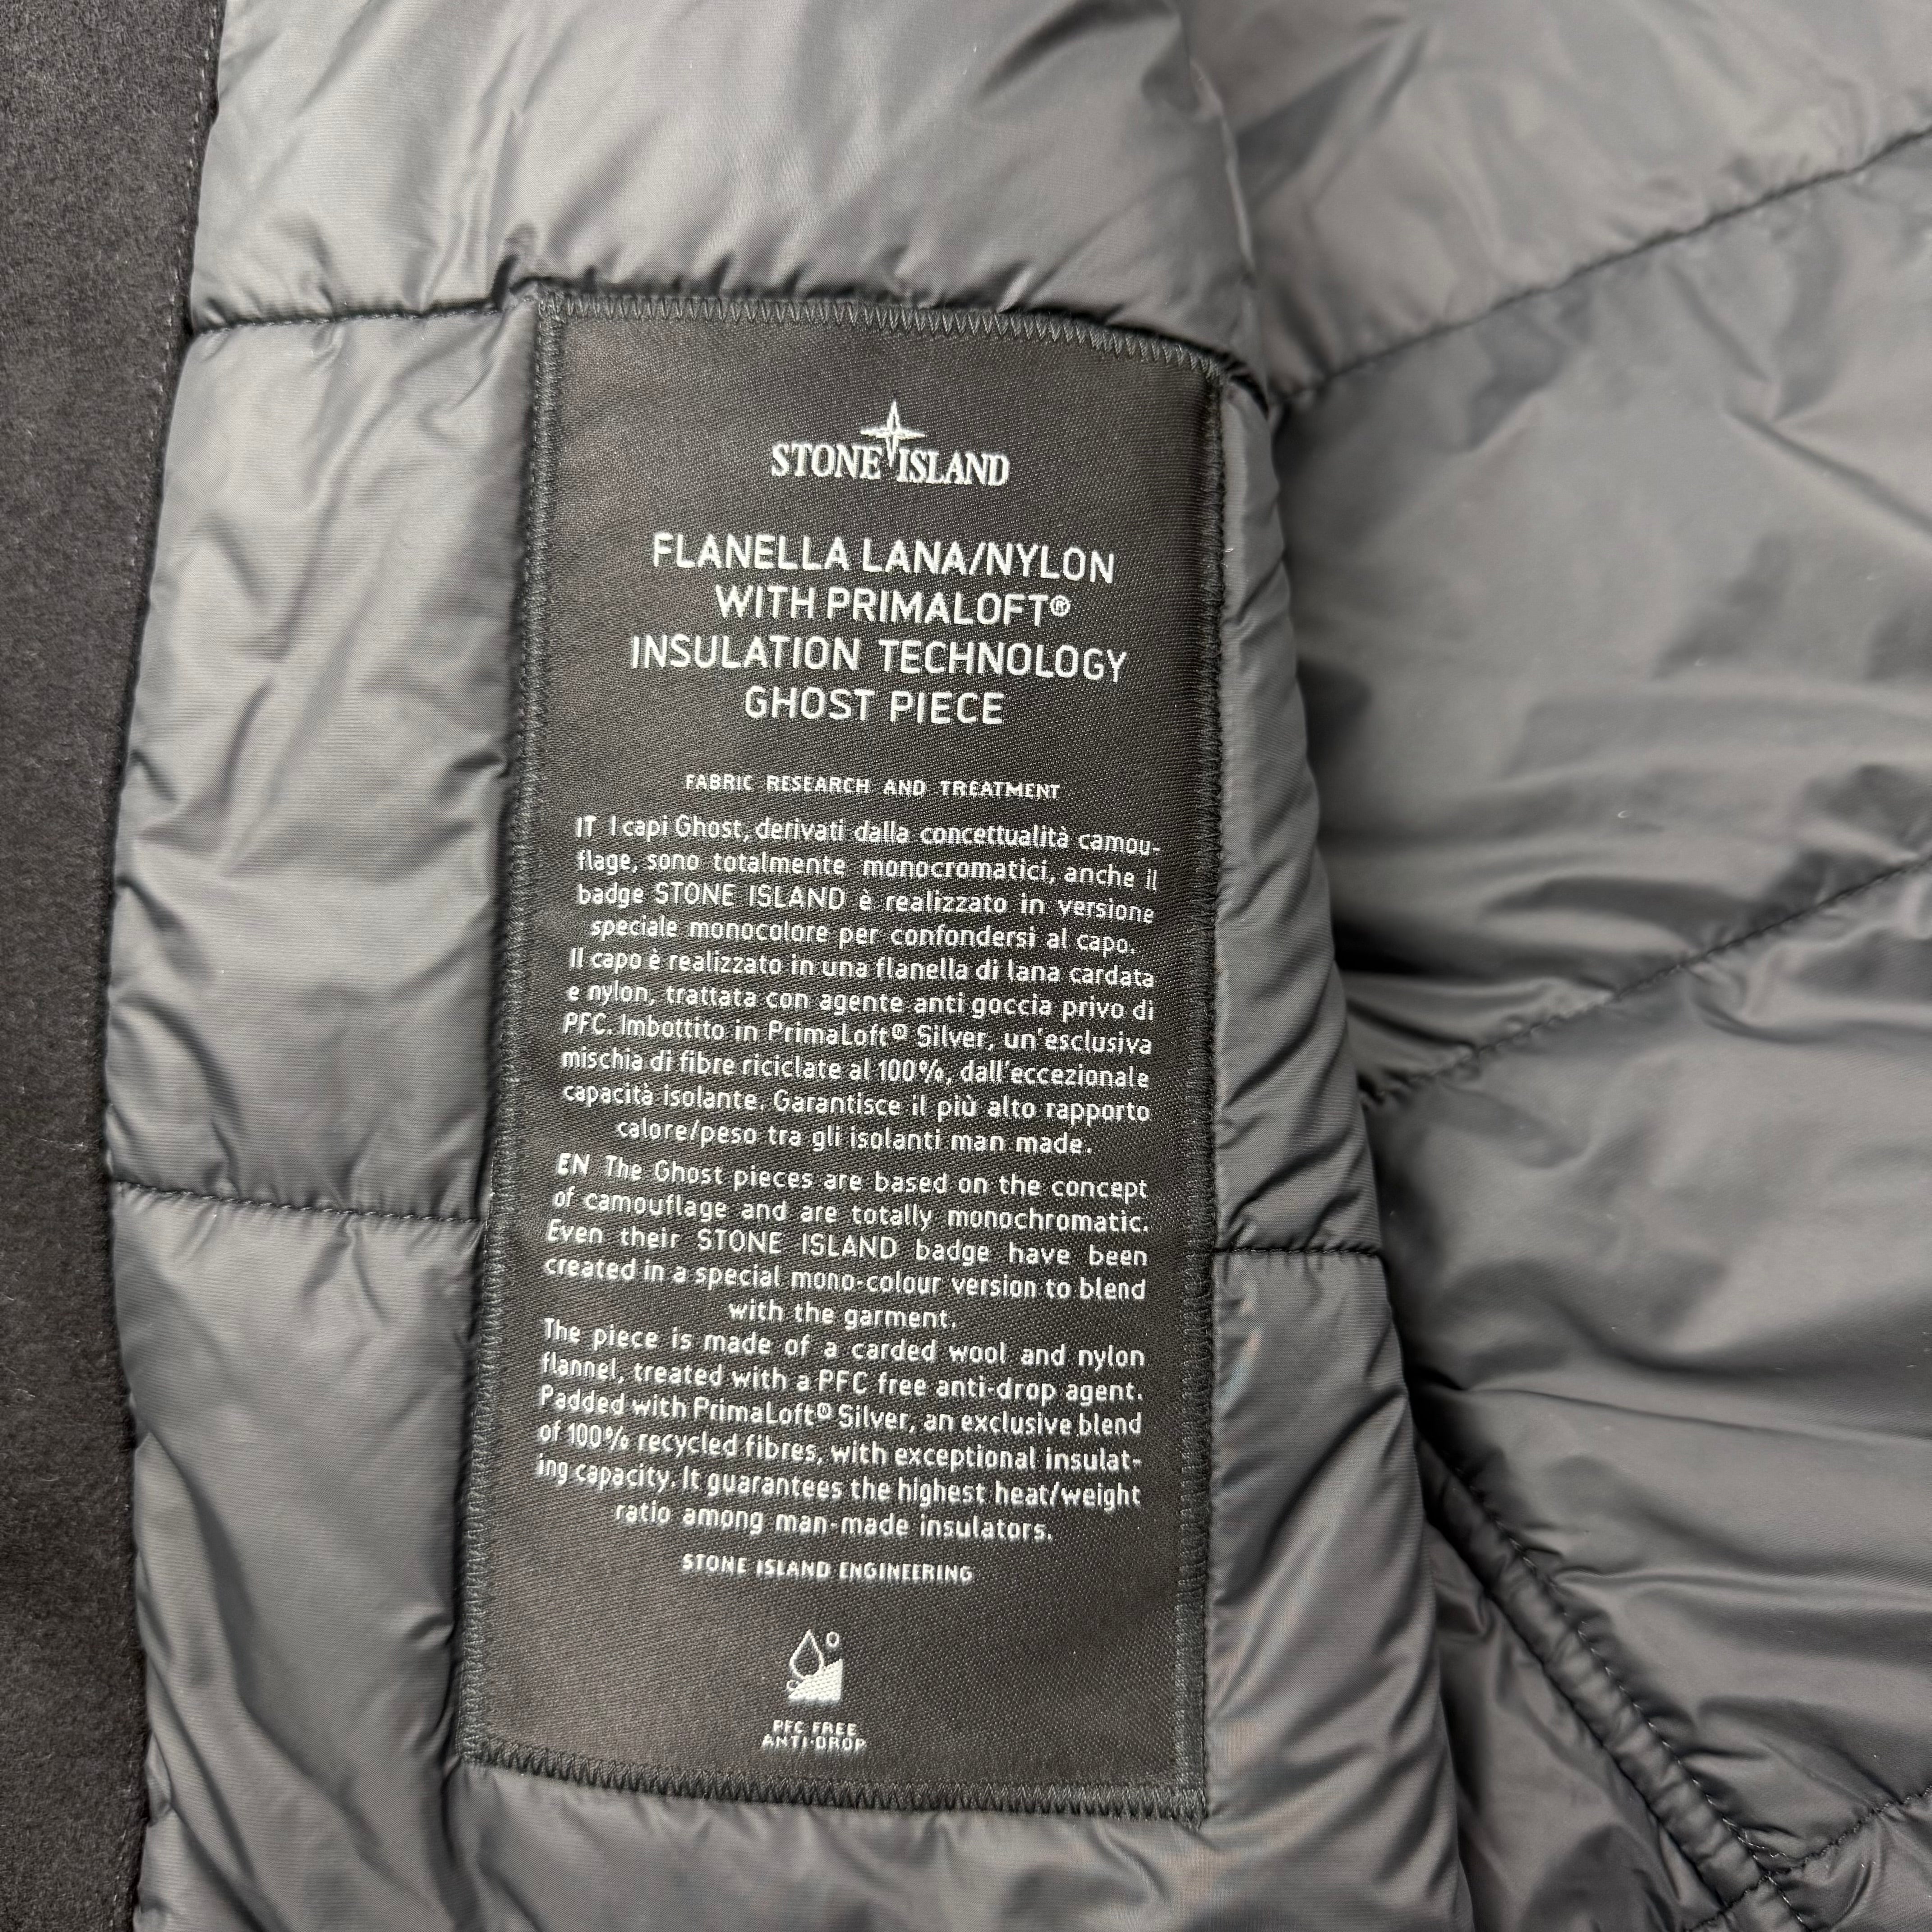 STONE ISLAND
FLANELLA LANA/NYLON
WITH PRIMALOFT®
INSULATION TECHNOLOGY
GHOST PIECE
FABRIC RESEARCH AND TREATMENT
IT I capi Ghost, derivati dalla concettualità camou-
flage, sono totalmente monocromatici, anche il
badge STONE ISLAND è realizzato in versione
speciale monocolore per confondersi al capo.
Il capo è realizzato in una flanella di lana cardata
e nylon, trattata con agente anti goccia privo di
PFC. Imbottito in PrimaLoft® Silver, un'esclusiva
mischia di fibre riciclate al 100%, dall'eccezionale
capacità isolante. Garantisce il più alto rapporto
calore/peso tra gli isolanti man made.
EN The Ghost pieces are based on the concept
of camouflage and are totally monochromatic.
Even their STONE ISLAND badge have been
created in a special mono-colour version to blend
with the garment.
The piece is made of a carded wool and nylon
flannel, treated with a PFC free anti-drop agent.
Padded with PrimaLoft® Silver, an exclusive blend
of 100% recycled fibres, with exceptional insulat-
ing capacity. It guarantees the highest heat/weight
ratio among man-made insulators.
STONE ISLAND ENGINEERING
PFC FREE
ANTI-DROP